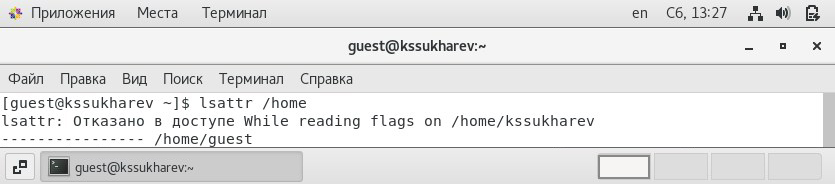 Приложения Места Терминал en Сб, 13:27
guest@kssukharev:~
Файл Правка Вид Поиск Терминал Справка
[guest@kssukharev ~]$ lsattr /home
lsattr: Отказано в доступе While reading flags on /home/kssukharev
---------------- /home/guest
guest@kssukharev:~